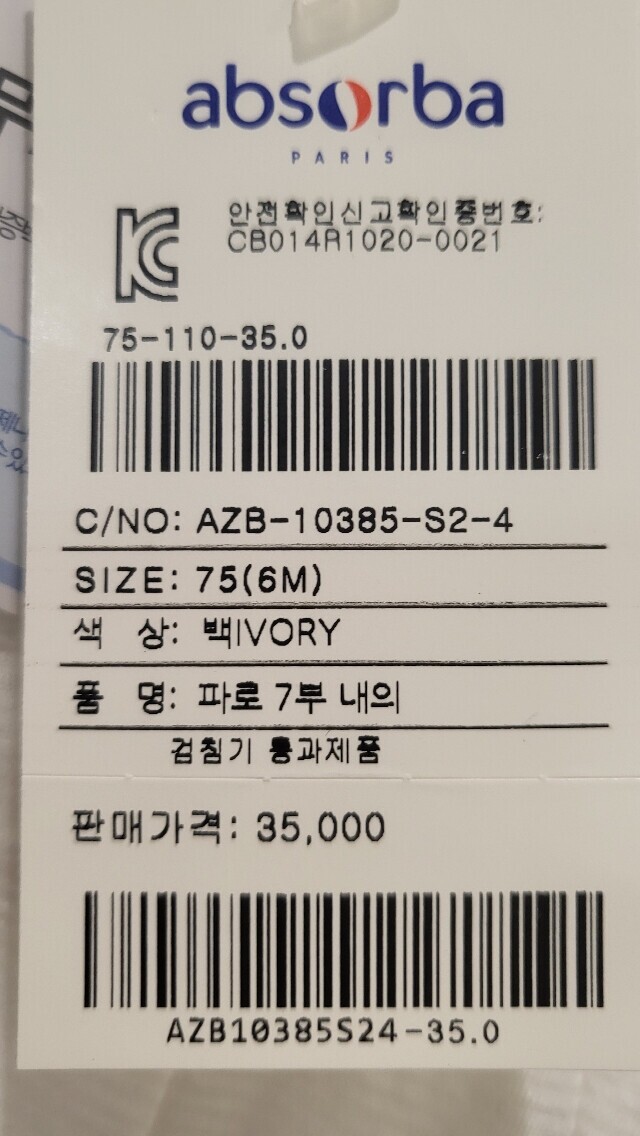 absorba
PARIS
안전확인신고확인증번호:
CB014R1020-0021
75-110-35.0
C/NO: AZB-10385-S2-4
SIZE: 75(6M)
색 상: 백IVORY
품 명: 파로 7부 내의
검침기 통과제품
판매가격: 35,000
AZB10385S24-35.0